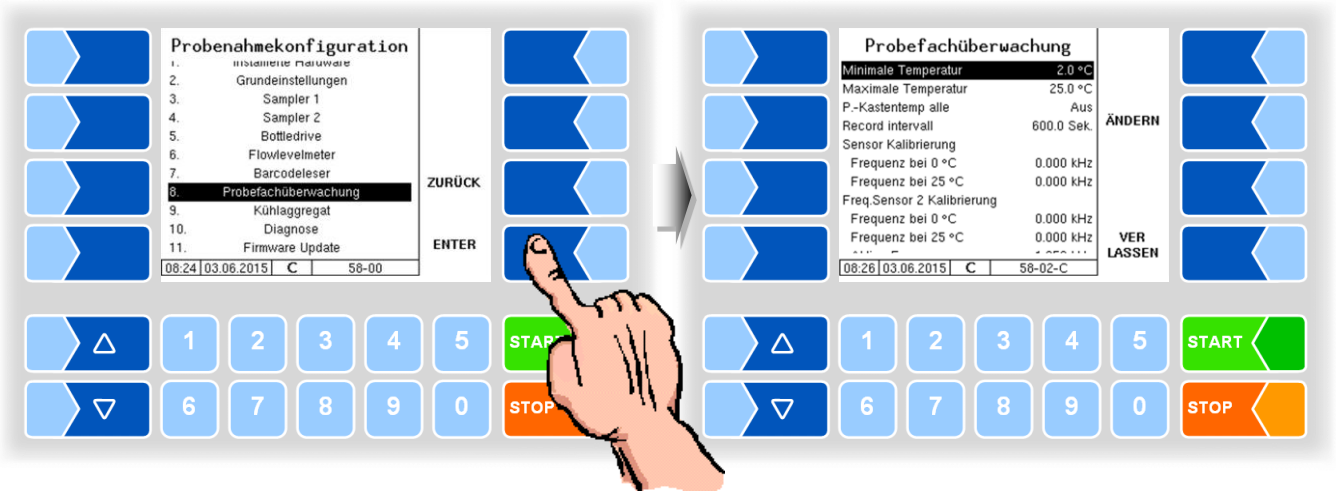 Probenahmekonfiguration
1. Installierte Hardware
2. Grundeinstellungen
3. Sampler 1
4. Sampler 2
5. Bottledrive
6. Flowlevelmeter
7. Barcodeleser
8. Probefachüberwachung
9. Kühlaggregat
10. Diagnose
11. Firmware Update
08:24 03.06.2015 C 58-00
ZURÜCK
ENTER
1 2 3 4 5
START
6 7 8 9 0
STOP
Probefachüberwachung
Minimale Temperatur 2.0 °C
Maximale Temperatur 25.0 °C
P.-Kastentemp alle Aus
Record intervall 600.0 Sek.
Sensor Kalibrierung
Frequenz bei 0 °C 0.000 kHz
Frequenz bei 25 °C 0.000 kHz
Freq.Sensor 2 Kalibrierung
Frequenz bei 0 °C 0.000 kHz
Frequenz bei 25 °C 0.000 kHz
08:26 03.06.2015 C 58-02-C
ÄNDERN
VER
LASSEN
1 2 3 4 5
START
6 7 8 9 0
STOP